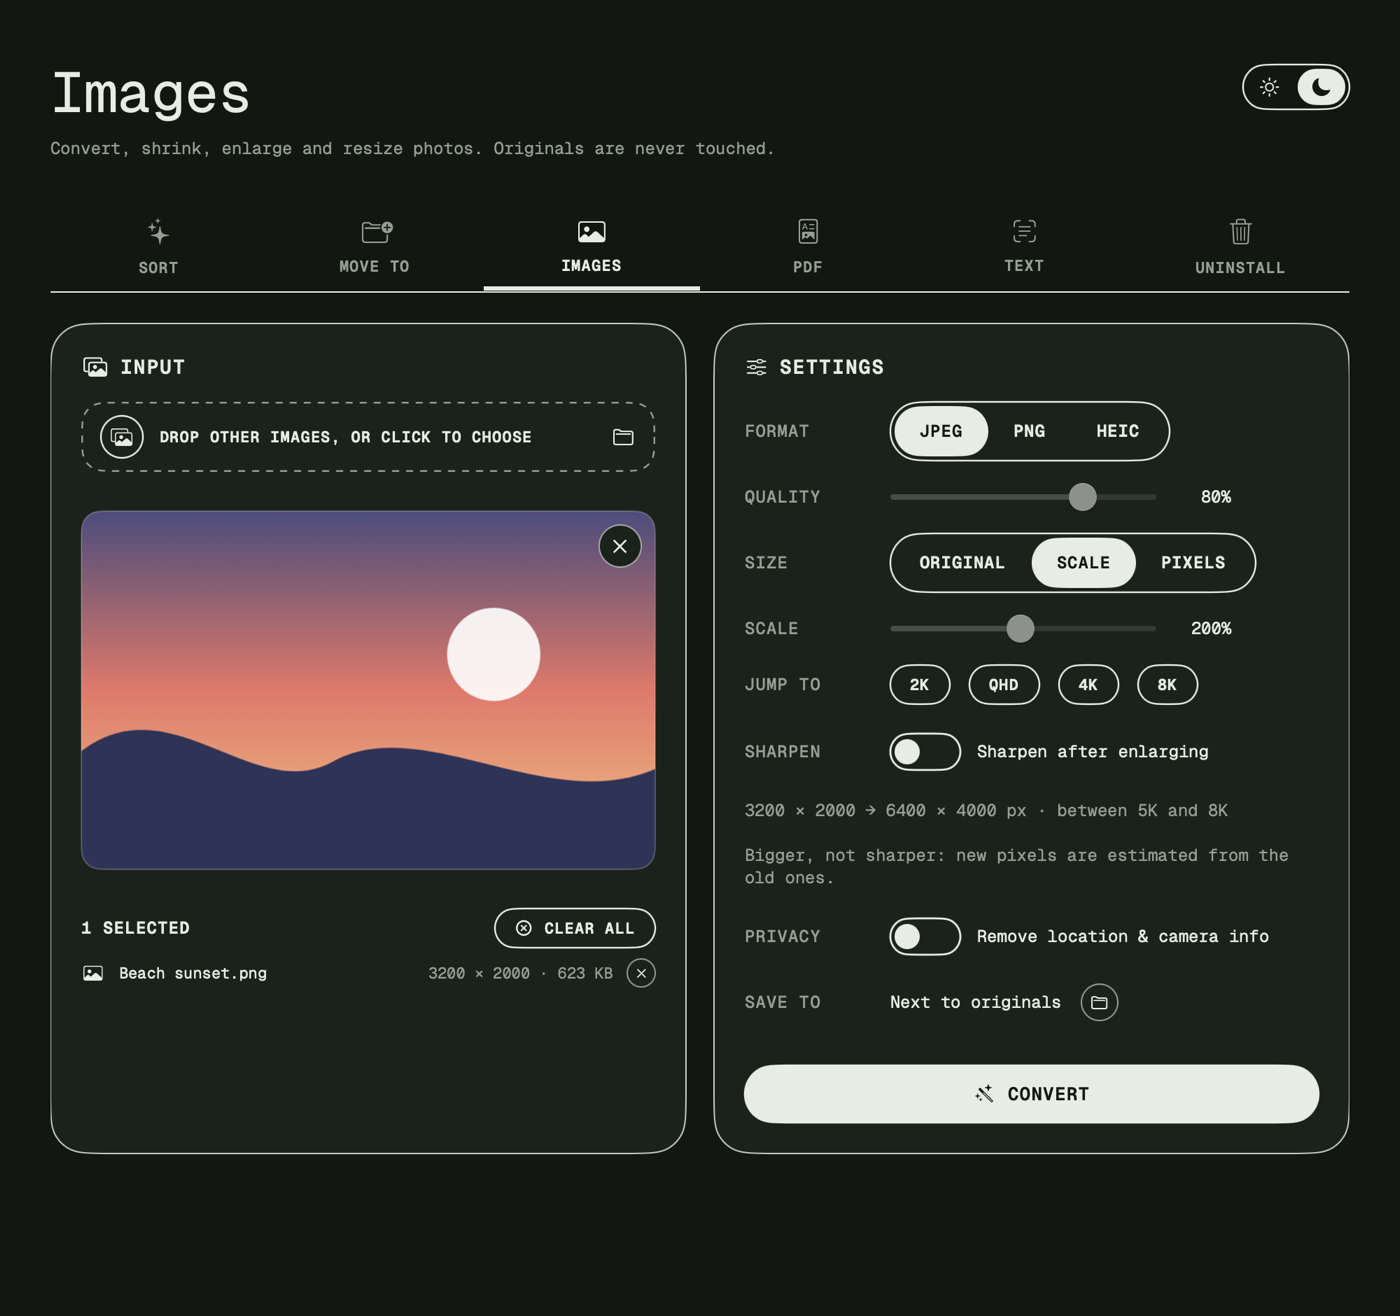 Images
Convert, shrink, enlarge and resize photos. Originals are never touched.
SORT
MOVE TO
IMAGES
PDF
TEXT
UNINSTALL
INPUT
DROP OTHER IMAGES, OR CLICK TO CHOOSE
1 SELECTED
CLEAR ALL
Beach sunset.png
3200 × 2000 · 623 KB
SETTINGS
FORMAT
JPEG
PNG
HEIC
QUALITY
80%
SIZE
ORIGINAL
SCALE
PIXELS
SCALE
200%
JUMP TO
2K
QHD
4K
8K
SHARPEN
Sharpen after enlarging
3200 × 2000 → 6400 × 4000 px · between 5K and 8K
Bigger, not sharper: new pixels are estimated from the
old ones.
PRIVACY
Remove location & camera info
SAVE TO
Next to originals
CONVERT